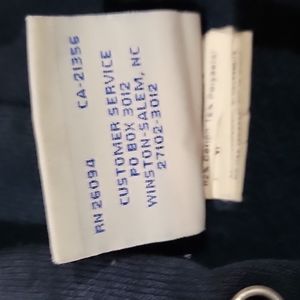 RN 26094 CA-21356
CUSTOMER SERVICE
PO BOX 3012
WINSTON-SALEM, NC
27102-3012